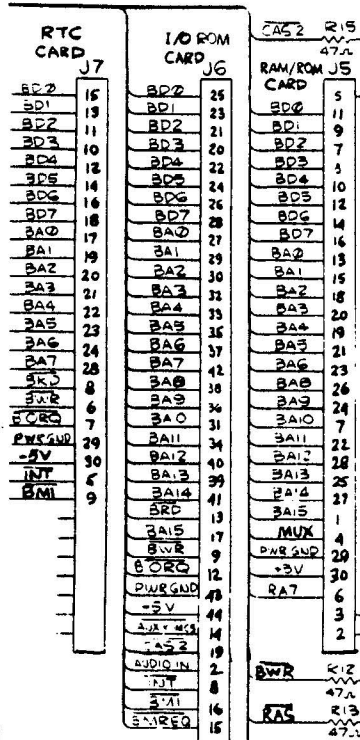 RTC
CARD
J7
BD0 15
BD1 13
BD2 11
BD3 10
BD4 12
BD5 14
BD6 16
BD7 18
BA0 17
BA1 19
BA2 20
BA3 21
BA4 22
BA5 23
BA6 24
BA7 28
8
BWR 6
7
PWRGND 29
-5V 30
INT 5
BM1 9
I/O ROM
CARD
J6
BD0 25
BD1 23
BD2 21
BD3 20
BD4 22
BD5 24
BD6 26
BD7 28
BA0 27
BA1 29
BA2 30
BA3 32
BA4 33
BA5 35
BA6 37
BA7 42
BA8 38
BA9 36
31
BA11 34
BA12 40
BA13 39
BA14 41
BRD 13
BA15 17
BWR 9
12
PWRGND 43
-5V 44
14
CAS2 19
AUDIO IN 2
INT 8
16
BMREQ 15
CAS2 R15
47Ω
RAM/ROM
CARD
J5
5
BD0 11
BD1 9
BD2 7
BD3
BD4 10
BD5 12
BD6 14
BD7 16
BA0 13
BA1 15
BA2 18
BA3 20
BA4 19
BA5 21
BA6 23
BA8 26
BA9 24
BA10 7
BA11 22
BA12 28
BA13 25
BA14 27
BA15 1
MUX 4
PWRGND 29
30
RA7 6
3
2
BWR R12
47Ω
RAS R13
47Ω